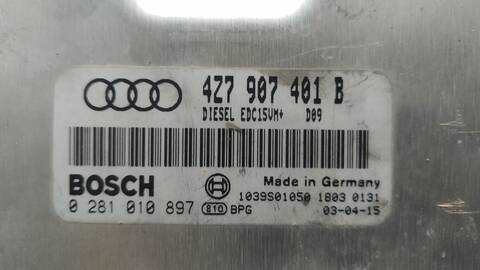 4Z7 907 401 B
DIESEL EDC15VM+ D09
BOSCH
Made in Germany
1039S01050 1803 0131
0 281 010 897 810 BPG 03-04-15